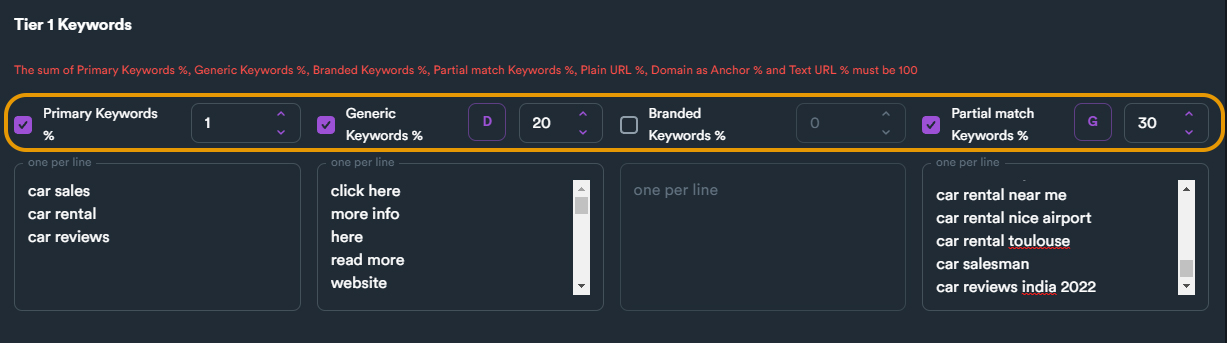 Tier 1 Keywords
The sum of Primary Keywords %, Generic Keywords %, Branded Keywords %, Partial match Keywords %, Plain URL %, Domain as Anchor % and Text URL % must be 100
Primary Keywords
%
1
Generic
Keywords %
D
20
Branded
Keywords %
0
Partial match
Keywords %
G
30
one per line
car sales
car rental
car reviews
one per line
click here
more info
here
read more
website
one per line
one per line
car rental near me
car rental nice airport
car rental toulouse
car salesman
car reviews india 2022